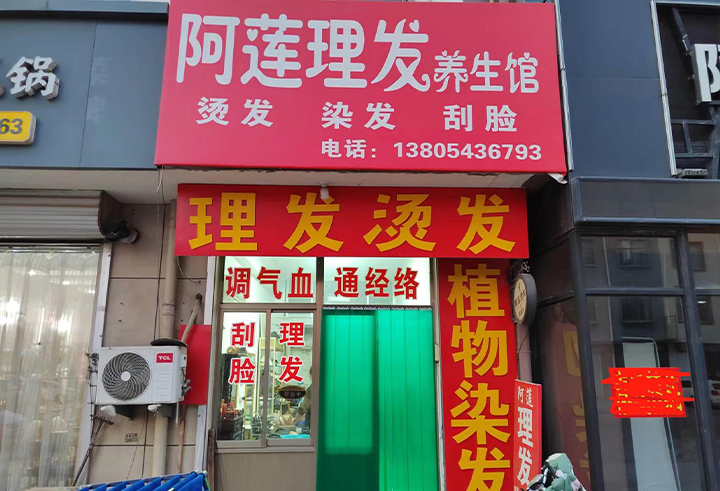 阿莲理发养生馆
烫发 染发 刮脸
电话：13805436793
锅
63
理发烫发
调气血 通经络
刮脸
理发
植物染发
TCL
阿莲
理发